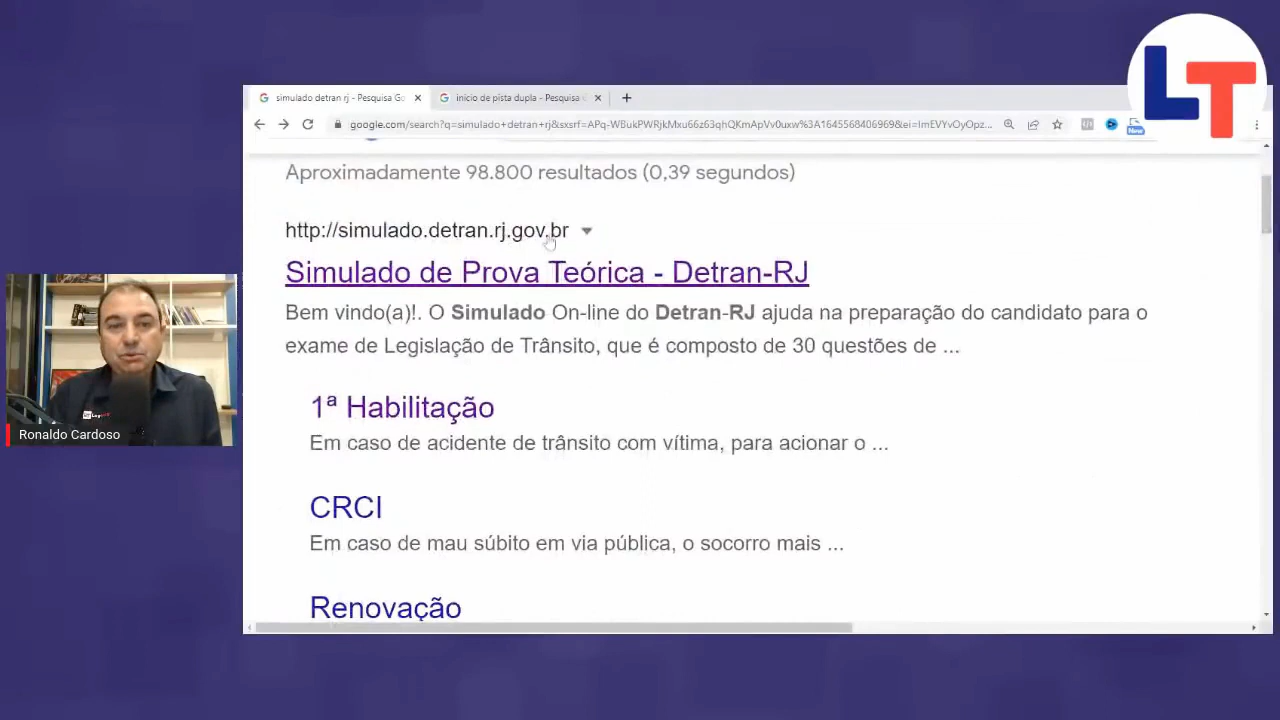 LT
simulado detran rj - Pesquisa Go
inicio de pista dupla - Pesquisa
google.com/search?q=simulado+detran+rj&sxsrf=APq-WBukPWRjkMxu66z63qhQKmApVv0uxw%3A1645568406969&ei=ImEVYvOyOpz...
New
Aproximadamente 98.800 resultados (0,39 segundos)
http://simulado.detran.rj.gov.br
Simulado de Prova Teórica - Detran-RJ
Bem vindo(a)!. O Simulado On-line do Detran-RJ ajuda na preparação do candidato para o
exame de Legislação de Trânsito, que é composto de 30 questões de ...
1ª Habilitação
Em caso de acidente de trânsito com vítima, para acionar o ...
CRCI
Em caso de mau súbito em via pública, o socorro mais ...
Renovação
Ronaldo Cardoso